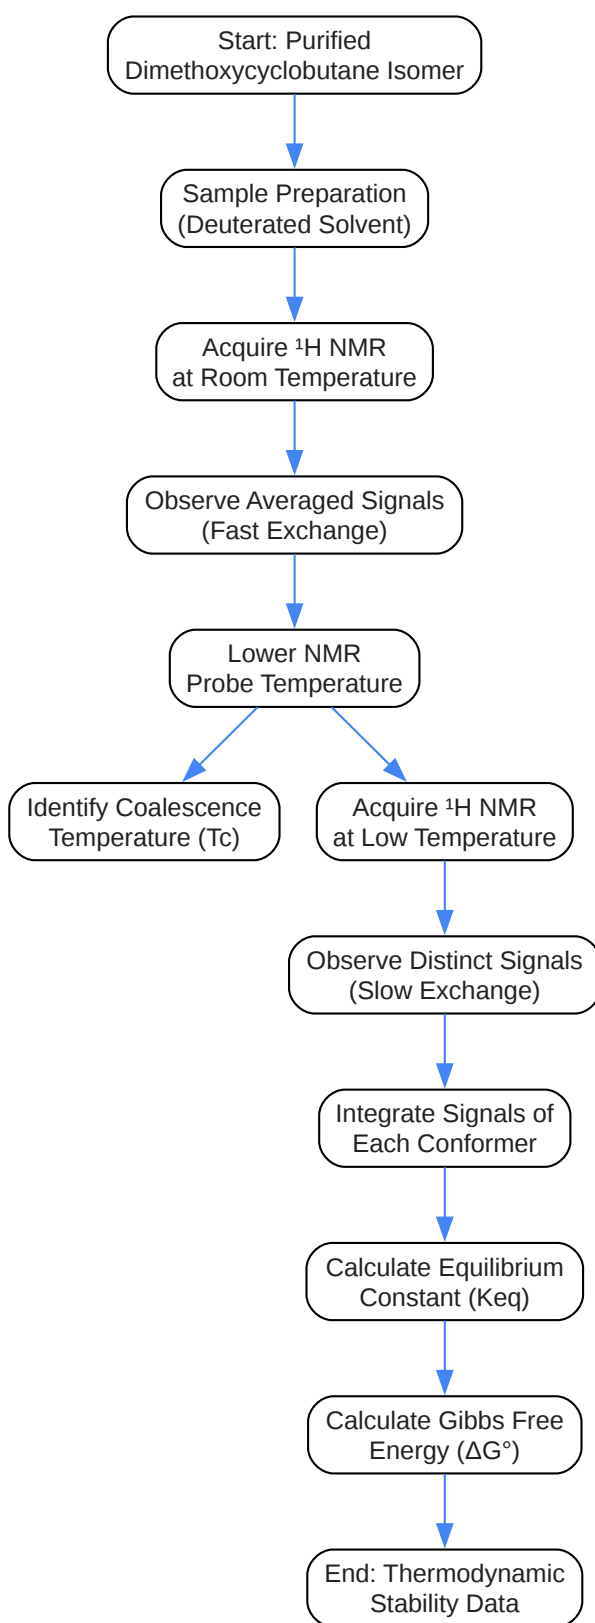 Start: Purified
Dimethoxycyclobutane Isomer
Sample Preparation
(Deuterated Solvent)
Acquire ¹H NMR
at Room Temperature
Observe Averaged Signals
(Fast Exchange)
Lower NMR
Probe Temperature
Identify Coalescence
Temperature (Tc)
Acquire ¹H NMR
at Low Temperature
Observe Distinct Signals
(Slow Exchange)
Integrate Signals of
Each Conformer
Calculate Equilibrium
Constant (Keq)
Calculate Gibbs Free
Energy (ΔG°)
End: Thermodynamic
Stability Data